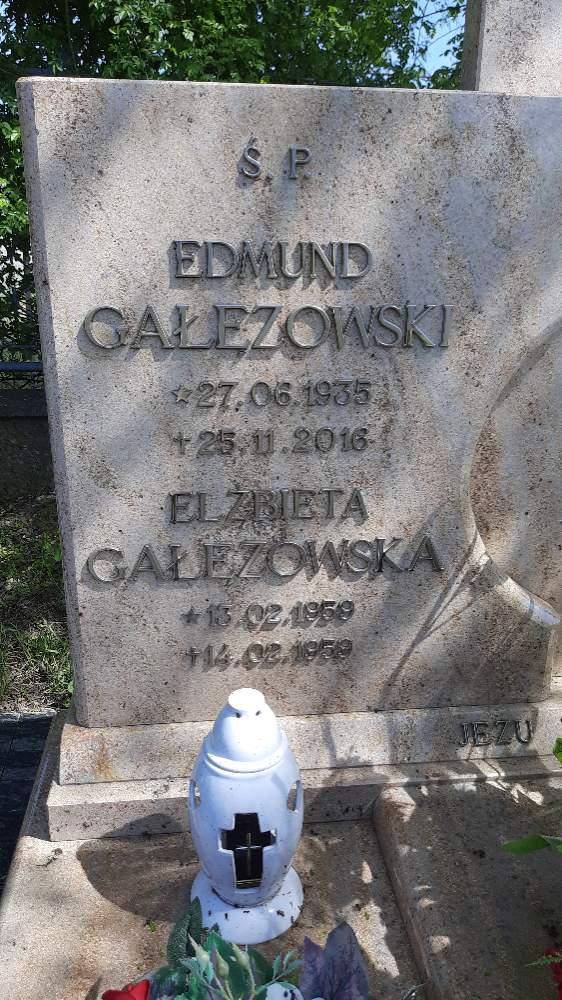 Ś. P.
EDMUND
GAŁĘZOWSKI
★27.06.1935
✝25.11.2016
ELŻBIETA
GAŁĘZOWSKA
★13.02.1959
✝14.02.1959
JEZU